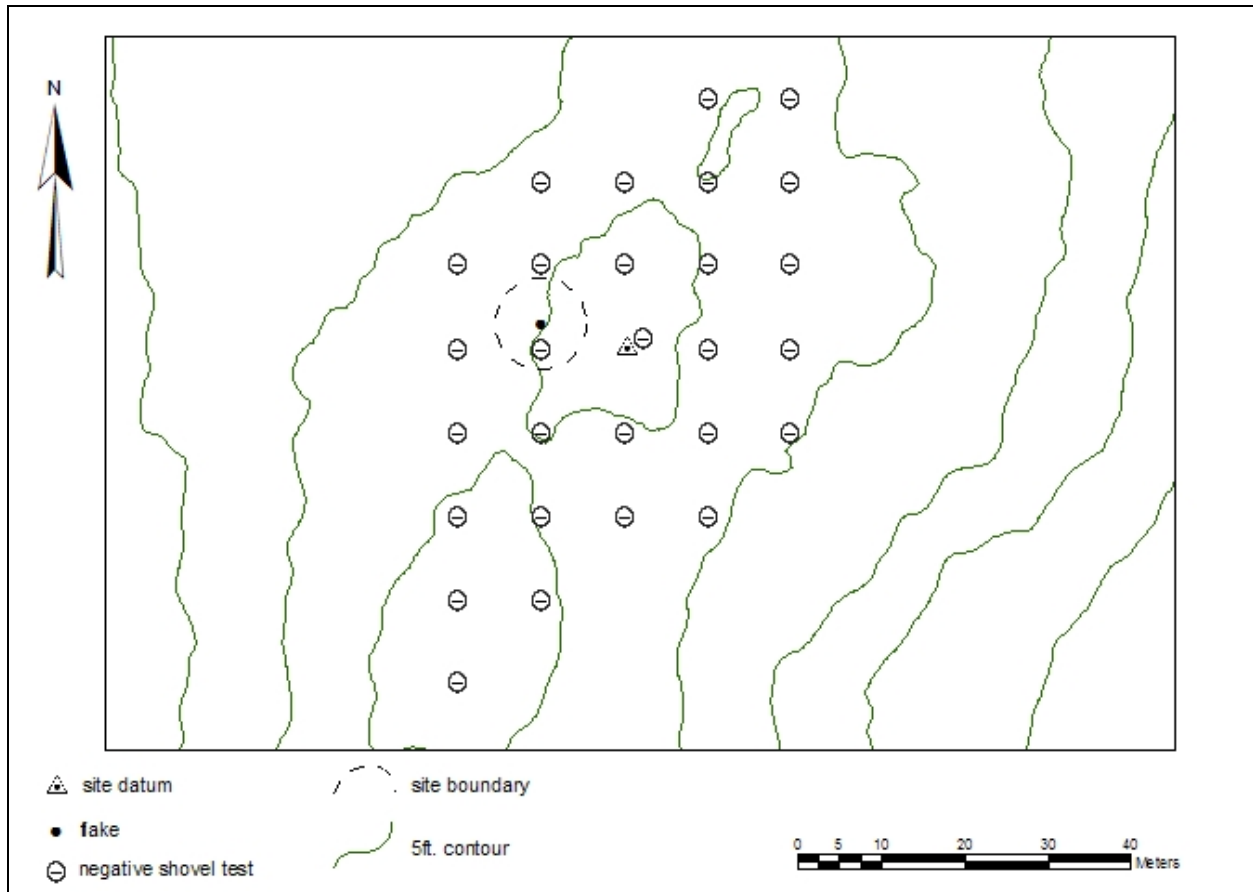 N
site datum
site boundary
fake
5ft. contour
negative shovel test
0 5 10 20 30 40
Meters